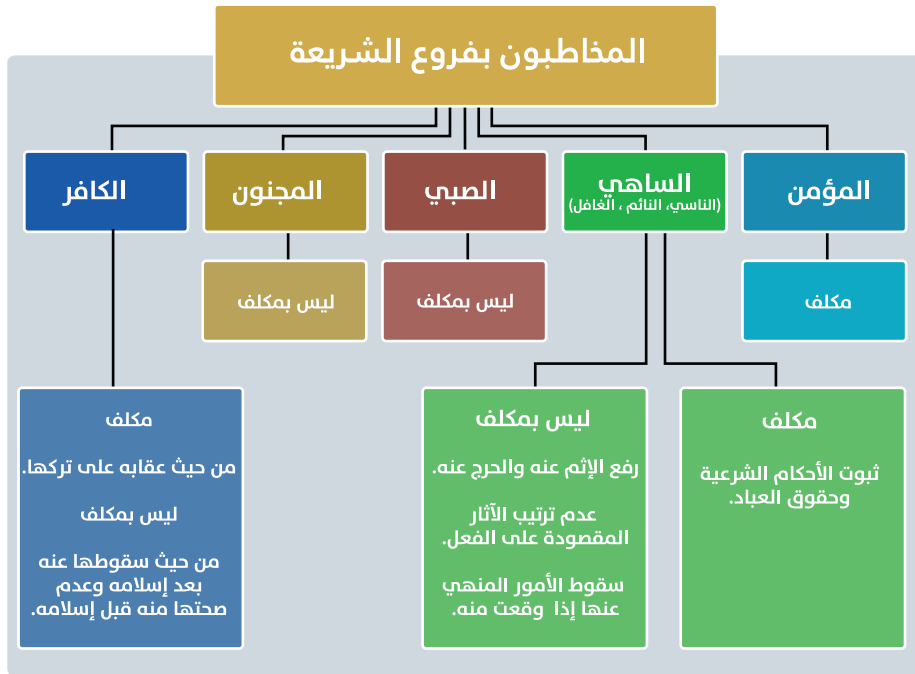 المخاطبون بفروع الشريعة
المؤمن
الساهي
(الناسي، النائم ، الغافل)
الصبي
المجنون
الكافر
مكلف
ليس بمكلف
ليس بمكلف
مكلف
ثبوت الأحكام الشرعية
وحقوق العباد.
ليس بمكلف
رفع الإثم عنه والحرج عنه.
عدم ترتيب الآثار
المقصودة على الفعل.
سقوط الأمور المنهي
عنها إذا وقعت منه.
مكلف
من حيث عقابه على تركها.
ليس بمكلف
من حيث سقوطها عنه
بعد إسلامه وعدم
صحتها منه قبل إسلامه.